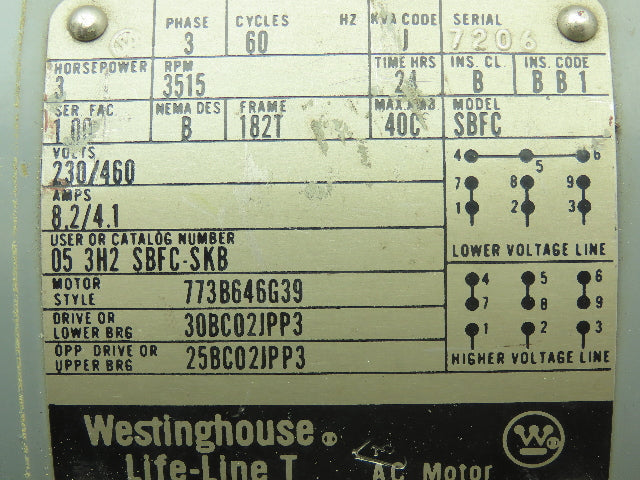 PHASE CYCLES HZ KVA CODE SERIAL
3 60 J 7206
HORSEPOWER RPM TIME HRS INS. CL INS. CODE
3 3515 24 B B B 1
SER. FAC NEMA DES FRAME MODEL
1.00 B 182T 40C SBFC
VOLTS
230/460
AMPS
8.2/4.1
USER OR CATALOG NUMBER
05 3H2 SBFC-SKB
MOTOR STYLE 773B646G39
DRIVE OR LOWER BRG 30BC02JPP3
OPP DRIVE OR UPPER BRG 25BC02JPP3
4 5 6
7 8 9
1 2 3
LOWER VOLTAGE LINE
4 5 6
7 8 9
1 2 3
HIGHER VOLTAGE LINE
Westinghouse ®
Life-Line T AC Motor
W